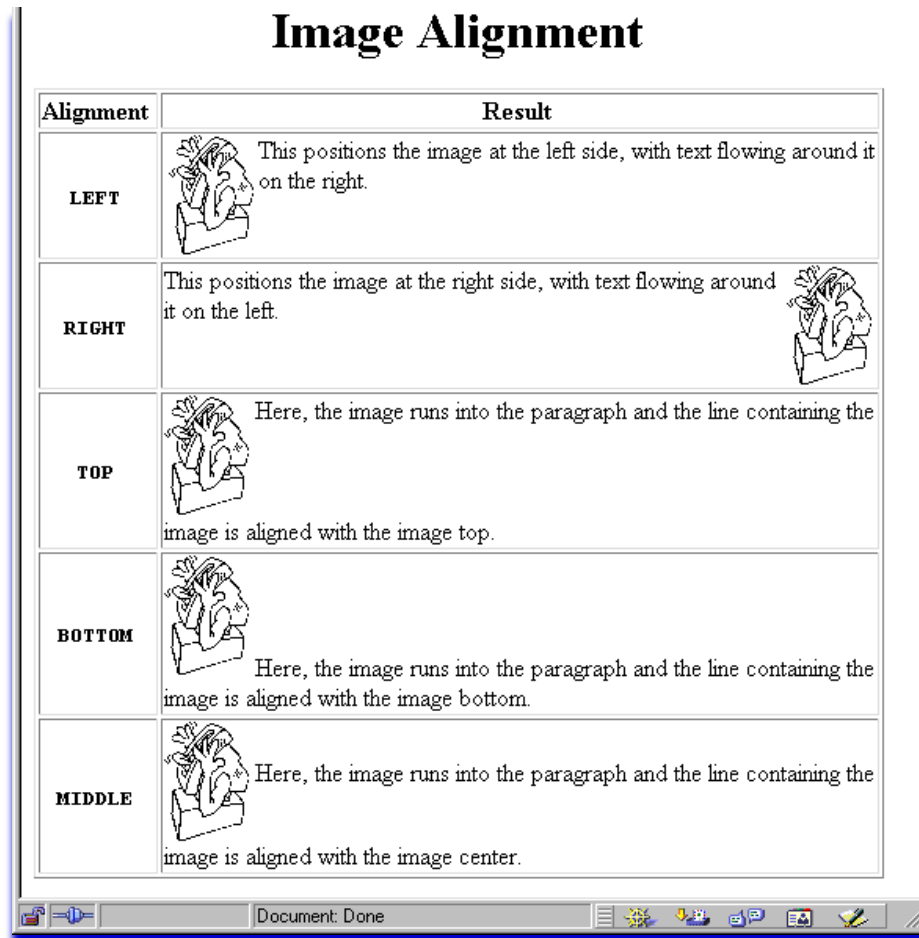 Image Alignment
Alignment Result
LEFT
This positions the image at the left side, with text flowing around it
on the right.
RIGHT
This positions the image at the right side, with text flowing around
it on the left.
TOP
Here, the image runs into the paragraph and the line containing the
image is aligned with the image top.
BOTTOM
Here, the image runs into the paragraph and the line containing the
image is aligned with the image bottom.
MIDDLE
Here, the image runs into the paragraph and the line containing the
image is aligned with the image center.
Document: Done